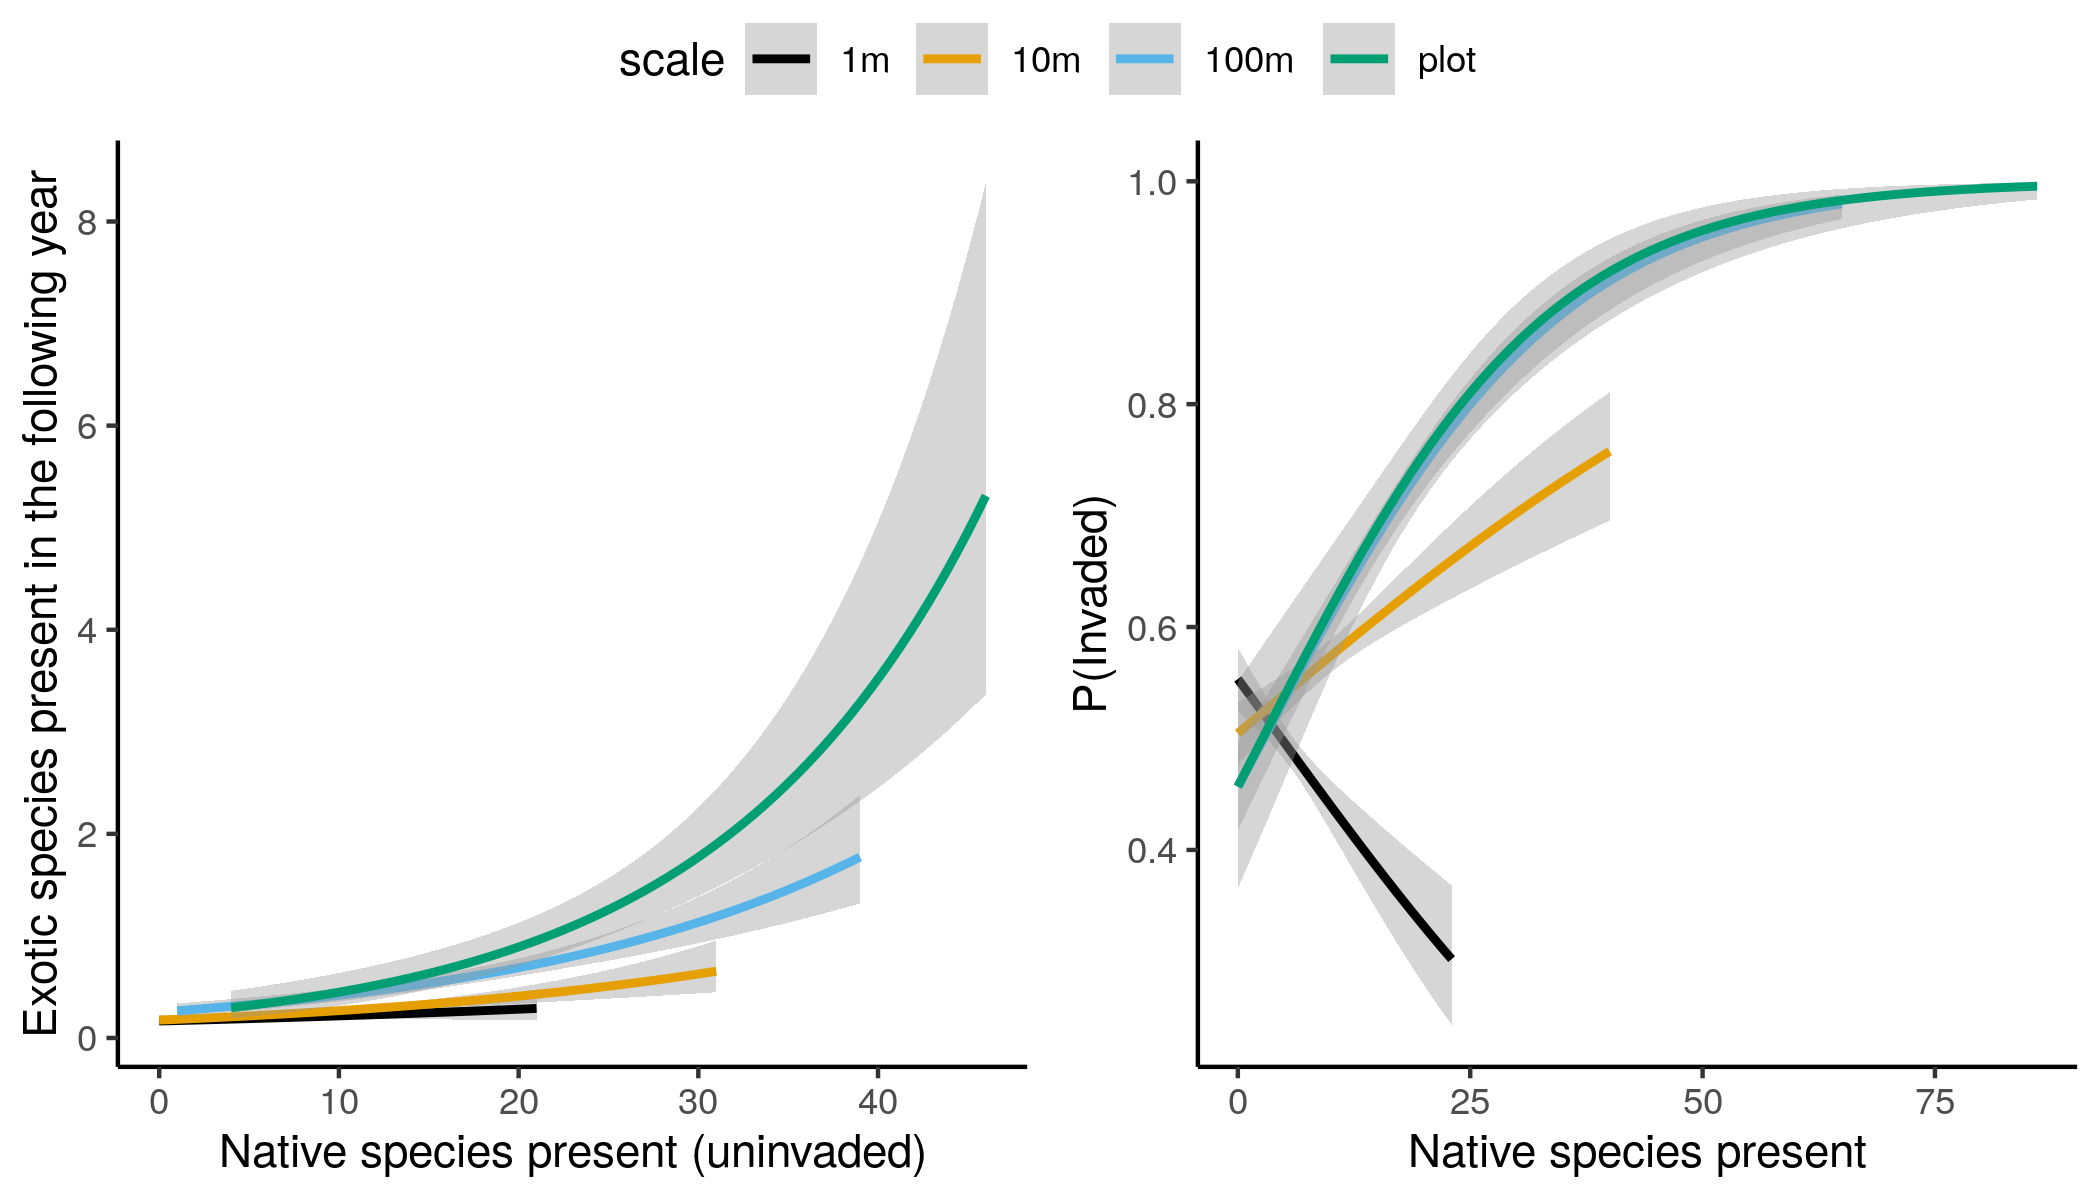 scale 1m 10m 100m plot
Exotic species present in the following year
8
6
4
2
0
0 10 20 30 40
Native species present (uninvaded)
P(Invaded)
1.0
0.8
0.6
0.4
0 25 50 75
Native species present